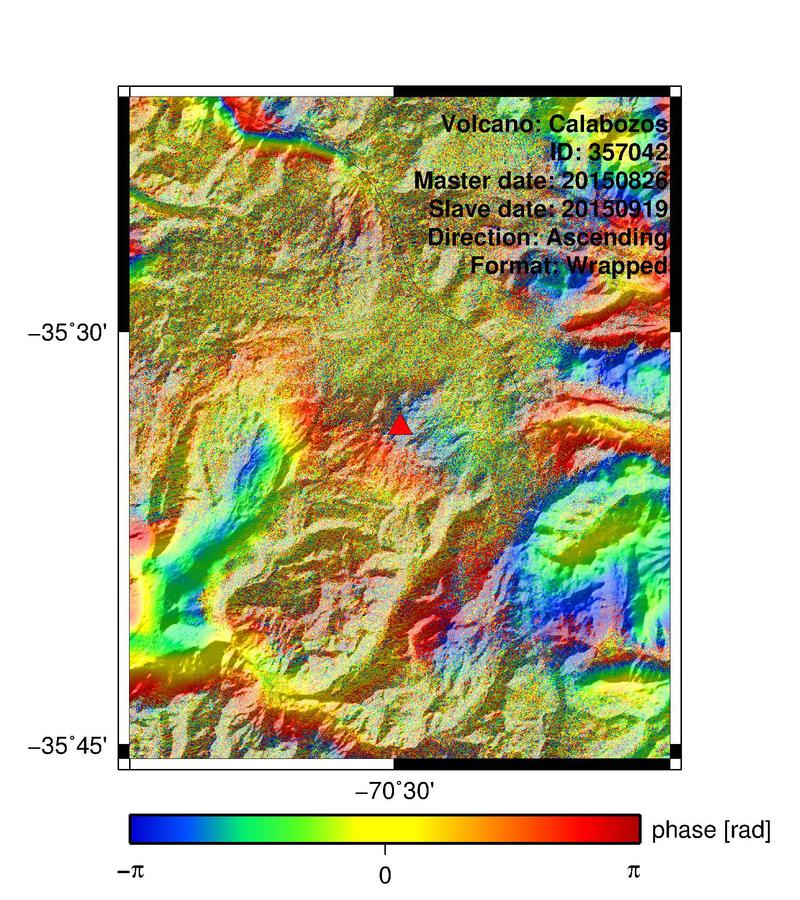 Volcano: Calabozos
ID: 357042
Master date: 20150826
Slave date: 20150919
Direction: Ascending
Format: Wrapped
−35˚30'
−35˚45'
−70˚30'
phase [rad]
−π 0 π